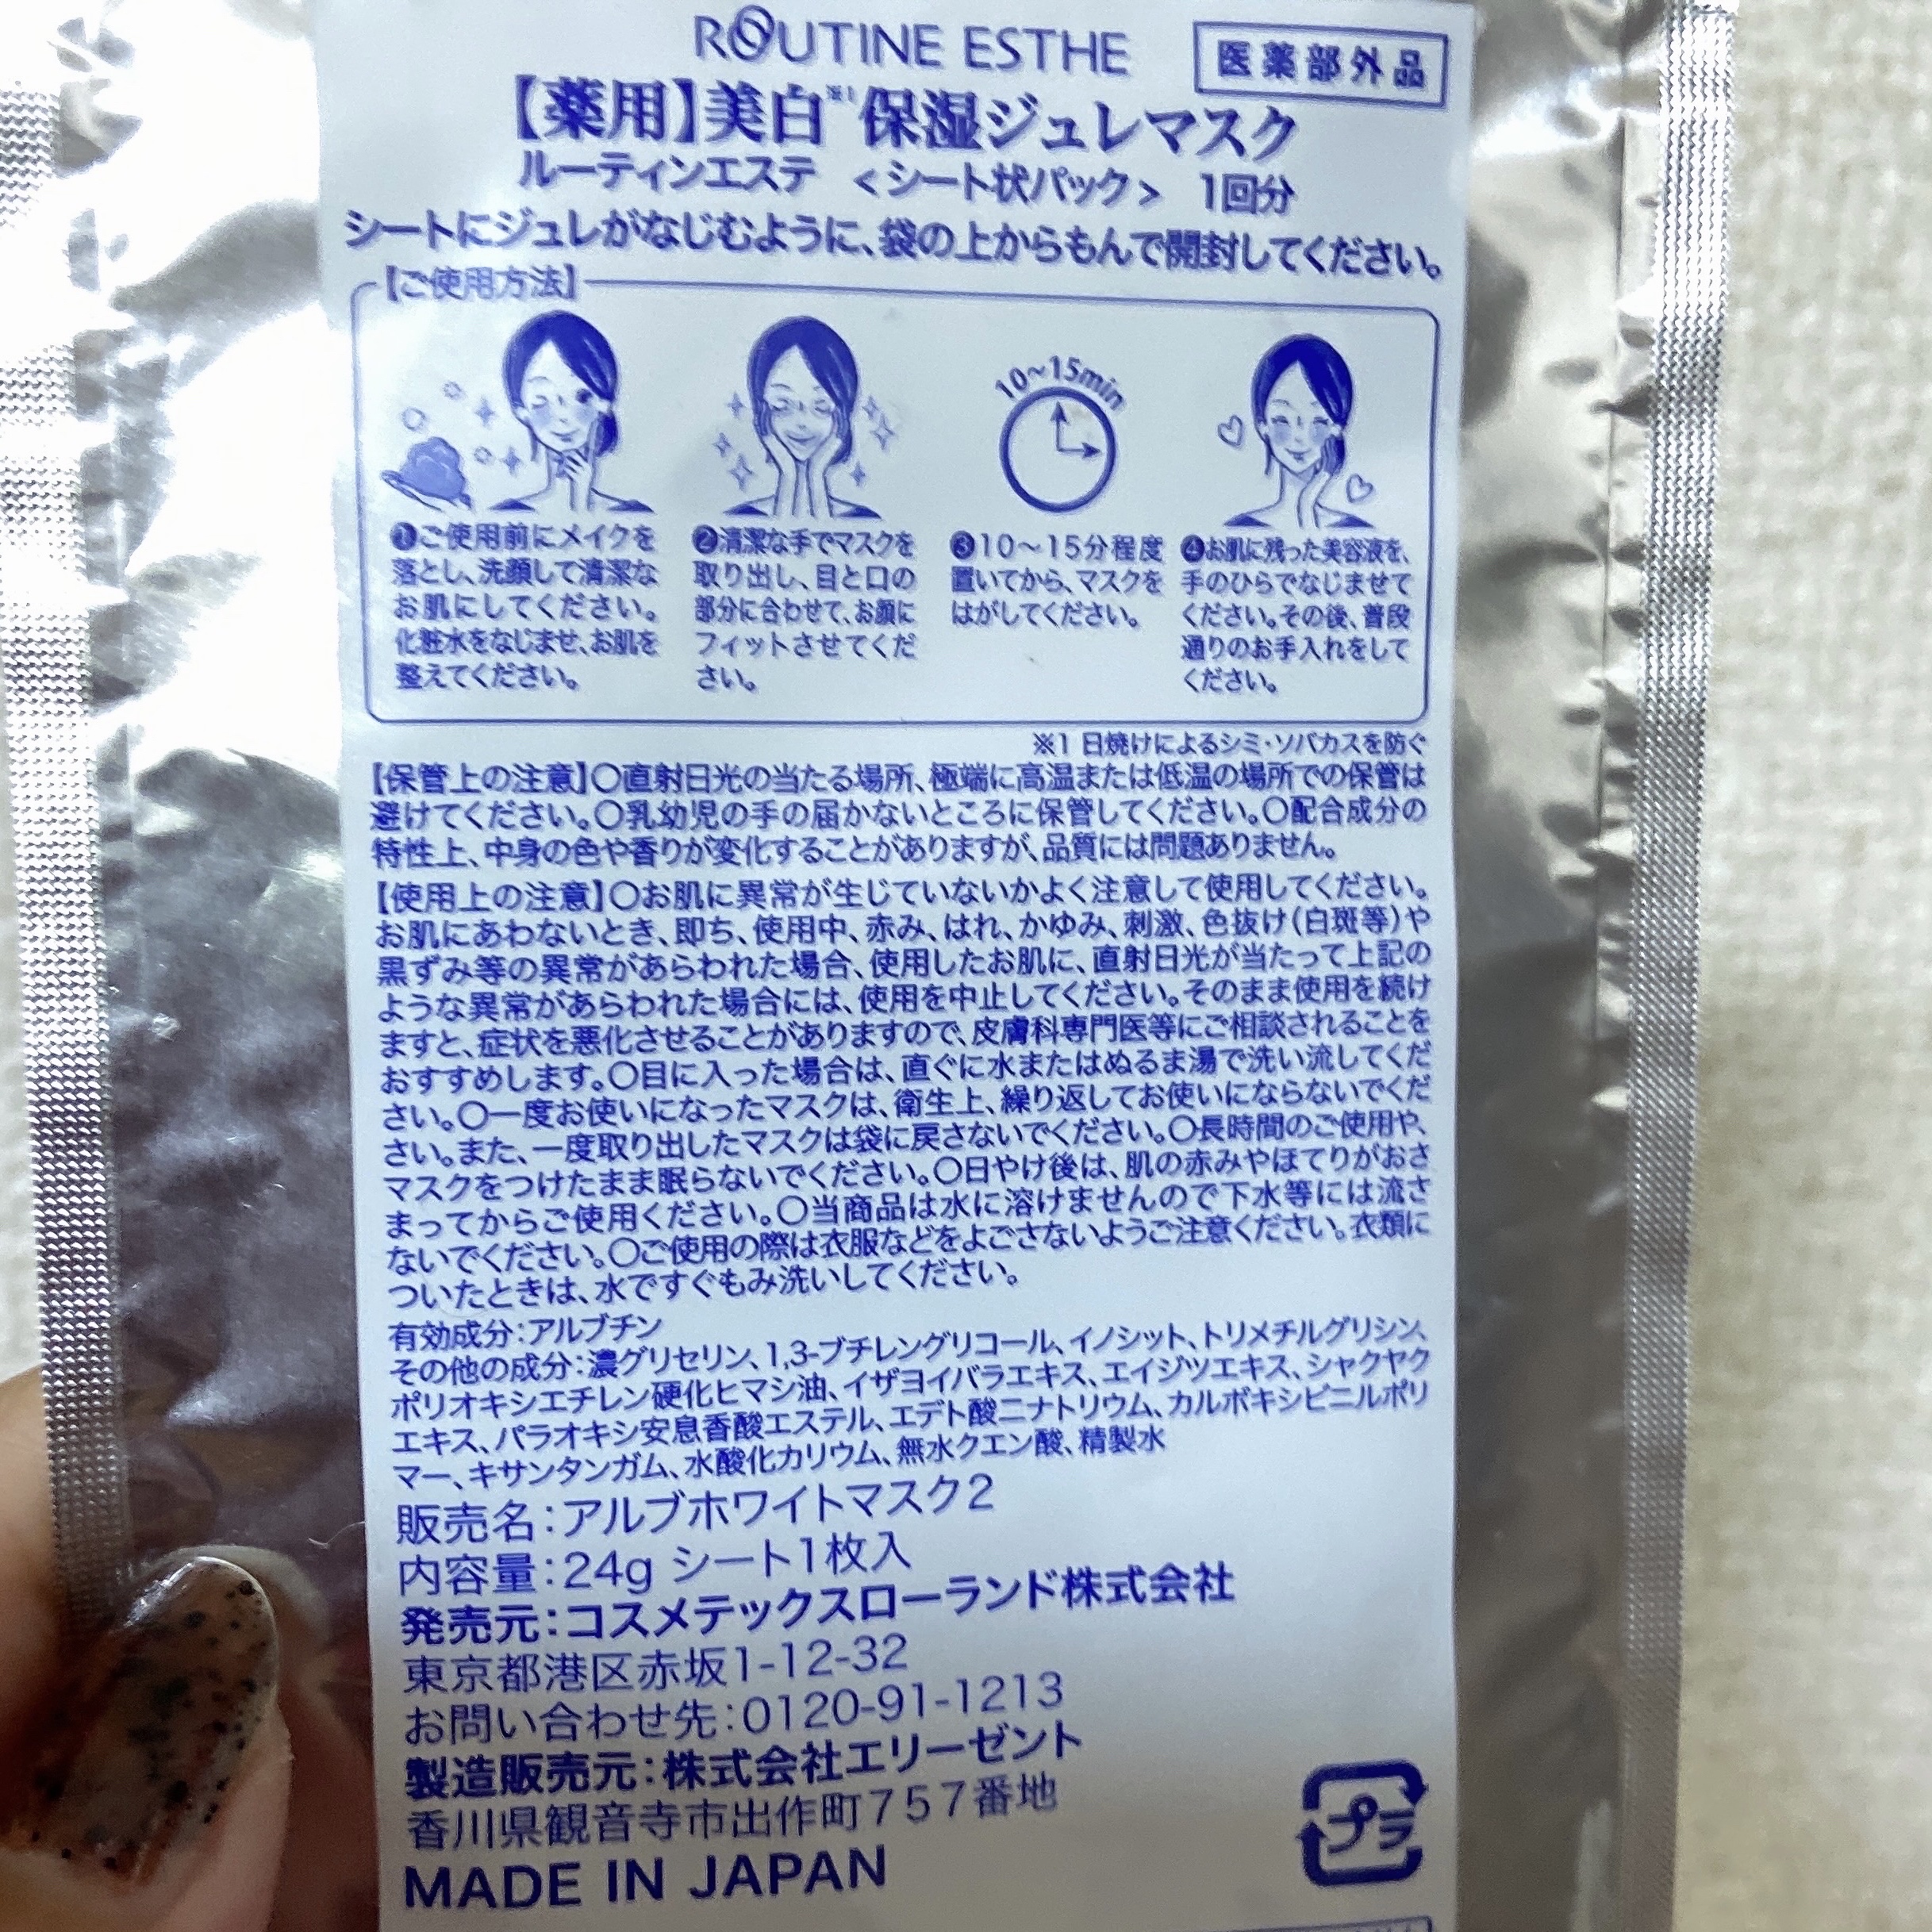 ROUTINE ESTHE
医薬部外品
【薬用】美白※1保湿ジュレマスク
ルーティンエステ <シート状パック> 1回分
シートにジュレがなじむように、袋の上からもんで開封してください。
【ご使用方法】
10~15min
❶ご使用前にメイクを
落とし、洗顔して清潔な
お肌にしてください。
化粧水をなじませ、お肌を
整えてください。
❷清潔な手でマスクを
取り出し、目と口の
部分に合わせて、お顔に
フィットさせてくだ
さい。
❸10～15分程度
置いてから、マスクを
はがしてください。
❹お肌に残った美容液を、
手のひらでなじませて
ください。その後、普段
通りのお手入れをして
ください。
※1 日焼けによるシミ・ソバカスを防ぐ
【保管上の注意】〇直射日光の当たる場所、極端に高温または低温の場所での保管は
避けてください。〇乳幼児の手の届かないところに保管してください。〇配合成分の
特性上、中身の色や香りが変化することがありますが、品質には問題ありません。
【使用上の注意】〇お肌に異常が生じていないかよく注意して使用してください。
お肌にあわないとき、即ち、使用中、赤み、はれ、かゆみ、刺激、色抜け(白斑等)や
黒ずみ等の異常があらわれた場合、使用したお肌に、直射日光が当たって上記の
ような異常があらわれた場合には、使用を中止してください。そのまま使用を続け
ますと、症状を悪化させることがありますので、皮膚科専門医等にご相談されることを
おすすめします。〇目に入った場合は、直ぐに水またはぬるま湯で洗い流してくだ
さい。〇一度お使いになったマスクは、衛生上、繰り返してお使いにならないでくだ
さい。また、一度取り出したマスクは袋に戻さないでください。〇長時間のご使用や、
マスクをつけたまま眠らないでください。〇日やけ後は、肌の赤みやほてりがおさ
まってからご使用ください。〇当商品は水に溶けませんので下水等には流さ
ないでください。〇ご使用の際は衣服などをよごさないようご注意ください。衣類に
ついたときは、水ですぐもみ洗いしてください。
有効成分：アルブチン
その他の成分：濃グリセリン、1,3-ブチレングリコール、イノシット、トリメチルグリシン、
ポリオキシエチレン硬化ヒマシ油、イザヨイバラエキス、エイジツエキス、シャクヤク
エキス、パラオキシ安息香酸エステル、エデト酸二ナトリウム、カルボキシビニルポリ
マー、キサンタンガム、水酸化カリウム、無水クエン酸、精製水
販売名：アルブホワイトマスク2
内容量：24g シート1枚入
発売元：コスメテックスローランド株式会社
東京都港区赤坂1-12-32
お問い合わせ先：0120-91-1213
製造販売元：株式会社エリーゼント
香川県観音寺市出作町７５７番地
MADE IN JAPAN
プラ